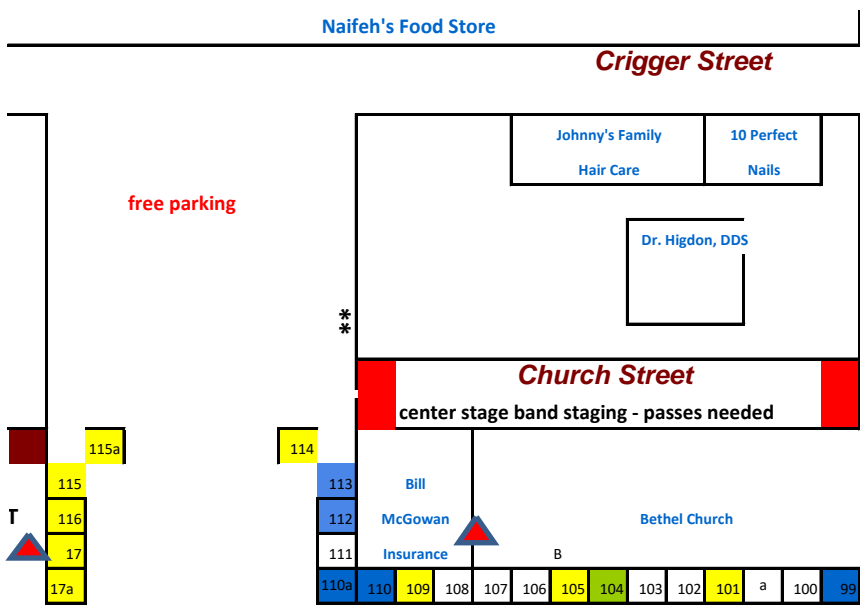 Naifeh's Food Store
Crigger Street
Johnny's Family
Hair Care
10 Perfect
Nails
free parking
Dr. Higdon, DDS
**
Church Street
center stage band staging - passes needed
115a
114
115
113
Bill
T
116
112
McGowan
Bethel Church
17
111
Insurance
B
17a
110a 110 109 108 107 106 105 104 103 102 101 a 100 99